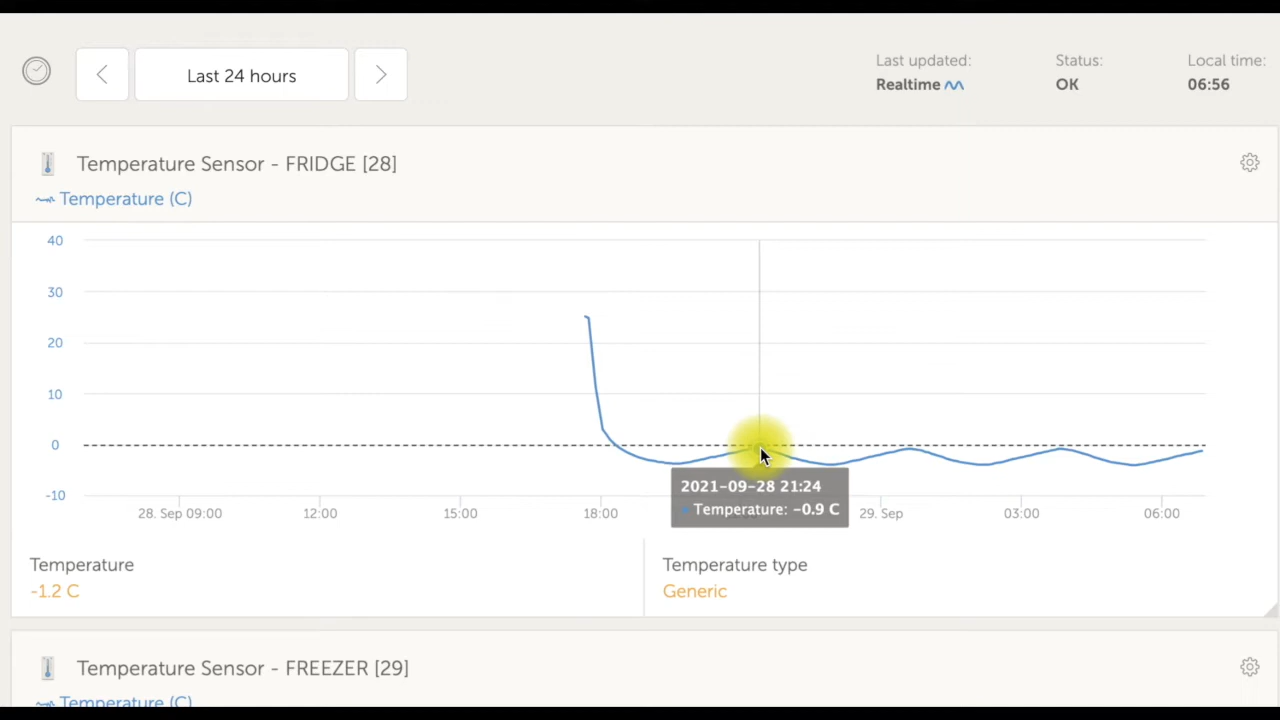 Last 24 hours
Last updated:
Realtime
Status:
OK
Local time:
06:56
Temperature Sensor - FRIDGE [28]
Temperature (C)
40
30
20
10
0
-10
28. Sep 09:00
12:00
15:00
18:00
29. Sep
03:00
06:00
2021-09-28 21:24
Temperature: -0.9 C
Temperature
-1.2 C
Temperature type
Generic
Temperature Sensor - FREEZER [29]
Temperature (C)